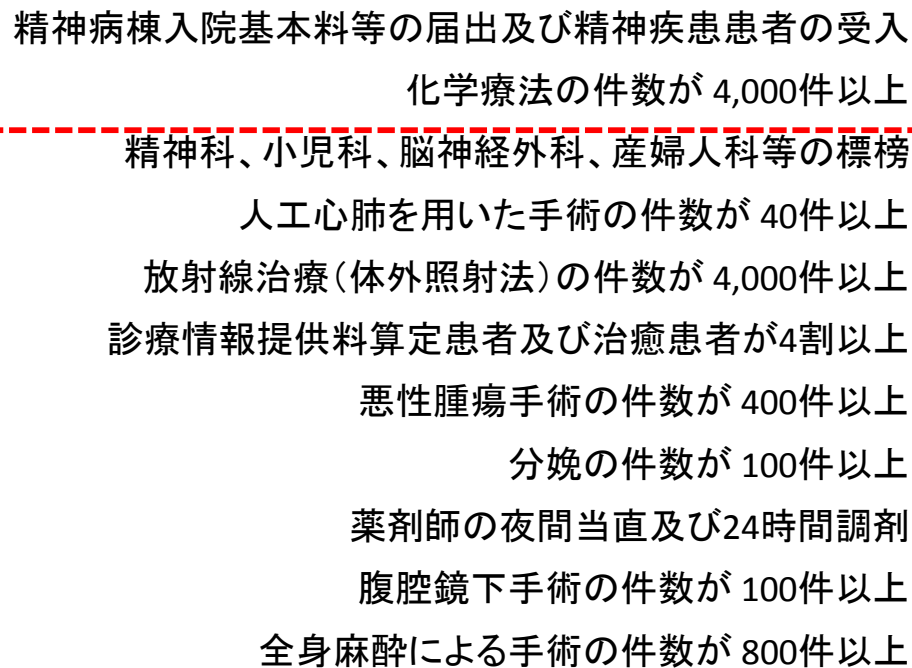 精神病棟入院基本料等の届出及び精神疾患患者の受入
化学療法の件数が 4,000件以上
精神科、小児科、脳神経外科、産婦人科等の標榜
人工心肺を用いた手術の件数が 40件以上
放射線治療(体外照射法)の件数が 4,000件以上
診療情報提供料算定患者及び治癒患者が4割以上
悪性腫瘍手術の件数が 400件以上
分娩の件数が 100件以上
薬剤師の夜間当直及び24時間調剤
腹腔鏡下手術の件数が 100件以上
全身麻酔による手術の件数が 800件以上